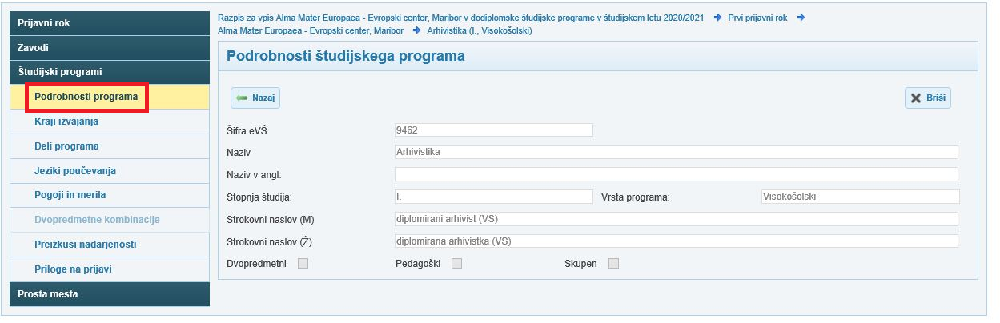 Prijavni rok
Zavodi
Študijski programi
Podrobnosti programa
Kraji izvajanja
Deli programa
Jeziki poučevanja
Pogoji in merila
Dvopredmetne kombinacije
Preizkusi nadarjenosti
Priloge na prijavi
Prosta mesta
Razpis za vpis Alma Mater Europaea - Evropski center, Maribor v dodiplomske študijske programe v študijskem letu 2020/2021 Prvi prijavni rok
Alma Mater Europaea - Evropski center, Maribor Arhivistika (I., Visokošolski)
Podrobnosti študijskega programa
Nazaj Briši
Šifra eVŠ 9462
Naziv Arhivistika
Naziv v angl.
Stopnja študija: I. Vrsta programa: Visokošolski
Strokovni naslov (M) diplomirani arhivist (VS)
Strokovni naslov (Ž) diplomirana arhivistka (VS)
Dvopredmetni Pedagoški Skupen